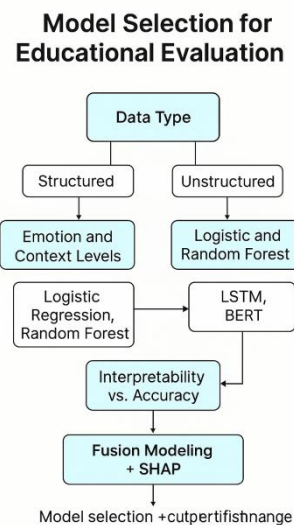 Model Selection for
Educational Evaluation
Data Type
Structured
Unstructured
Emotion and
Context Levels
Logistic and
Random Forest
Logistic
Regression,
Random Forest
LSTM,
BERT
Interpretability
vs. Accuracy
Fusion Modeling
+ SHAP
Model selection